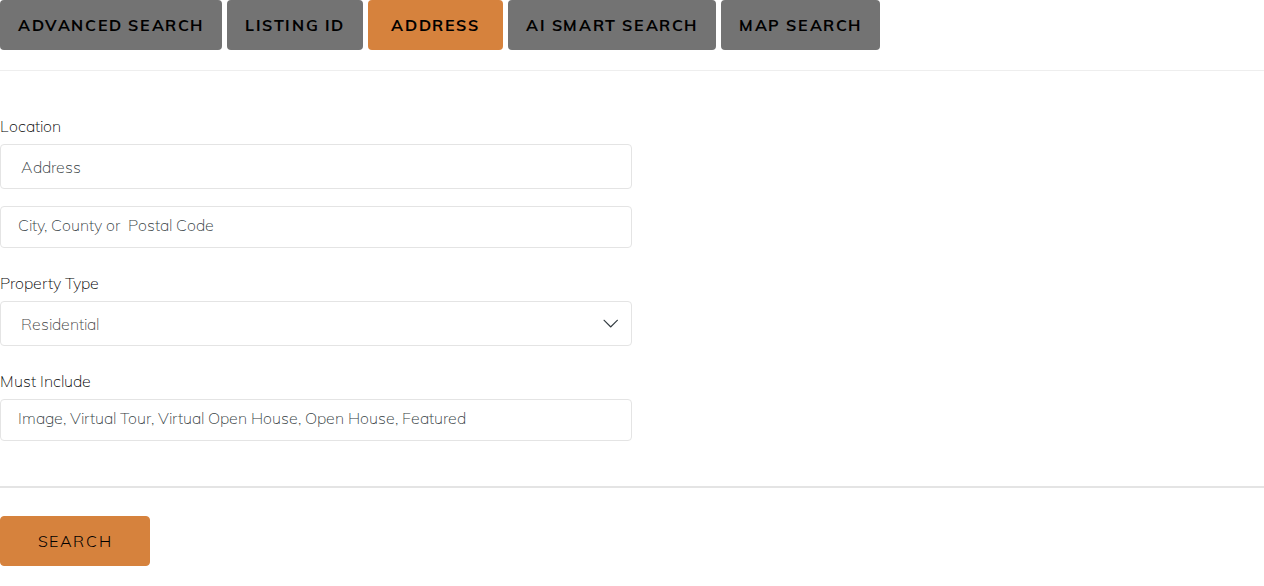 ADVANCED SEARCH LISTING ID ADDRESS AI SMART SEARCH MAP SEARCH
Location
Address
City, County or  Postal Code
Property Type
Residential
Must Include
Image, Virtual Tour, Virtual Open House, Open House, Featured
SEARCH